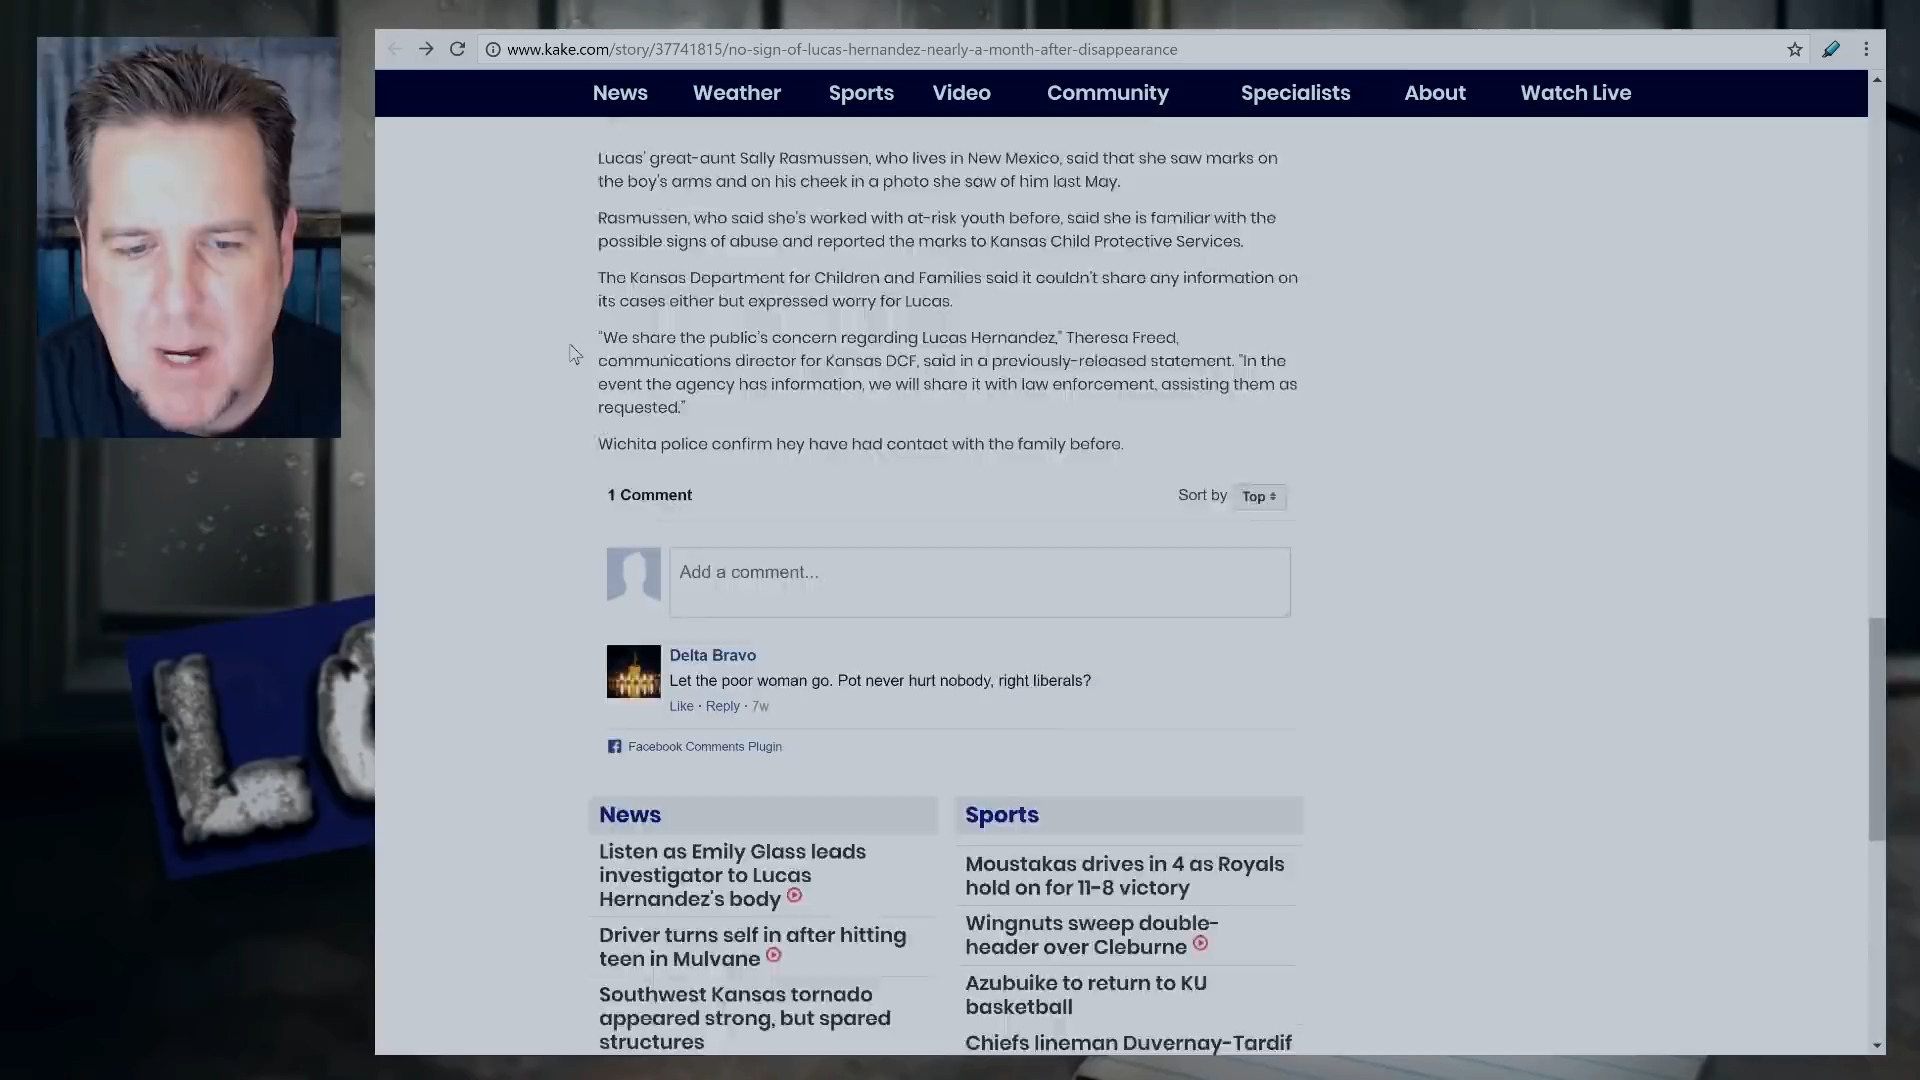 www.kake.com/story/37741815/no-sign-of-lucas-hernandez-nearly-a-month-after-disappearance
News Weather Sports Video Community Specialists About Watch Live
Lucas' great-aunt Sally Rasmussen, who lives in New Mexico, said that she saw marks on
the boy's arms and on his cheek in a photo she saw of him last May.
Rasmussen, who said she's worked with at-risk youth before, said she is familiar with the
possible signs of abuse and reported the marks to Kansas Child Protective Services.
The Kansas Department for Children and Families said it couldn't share any information on
its cases either but expressed worry for Lucas.
"We share the public's concern regarding Lucas Hernandez," Theresa Freed,
communications director for Kansas DCF, said in a previously-released statement. "In the
event the agency has information, we will share it with law enforcement, assisting them as
requested."
Wichita police confirm hey have had contact with the family before.
1 Comment
Sort by Top
Add a comment...
Delta Bravo
Let the poor woman go. Pot never hurt nobody, right liberals?
Like · Reply · 7w
Facebook Comments Plugin
News
Listen as Emily Glass leads
investigator to Lucas
Hernandez's body
Driver turns self in after hitting
teen in Mulvane
Southwest Kansas tornado
appeared strong, but spared
structures
Sports
Moustakas drives in 4 as Royals
hold on for 11-8 victory
Wingnuts sweep double-
header over Cleburne
Azubuike to return to KU
basketball
Chiefs lineman Duvernay-Tardif